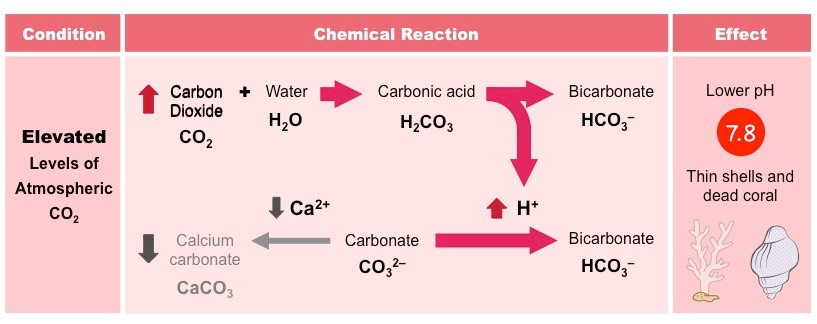 Condition
Chemical Reaction
Effect
Elevated
Levels of
Atmospheric
CO₂
Carbon
Dioxide
CO₂
+
Water
H₂O
Carbonic acid
H₂CO₃
Bicarbonate
HCO₃⁻
Ca²⁺
H⁺
Calcium
carbonate
CaCO₃
Carbonate
CO₃²⁻
Bicarbonate
HCO₃⁻
Lower pH
7.8
Thin shells and
dead coral